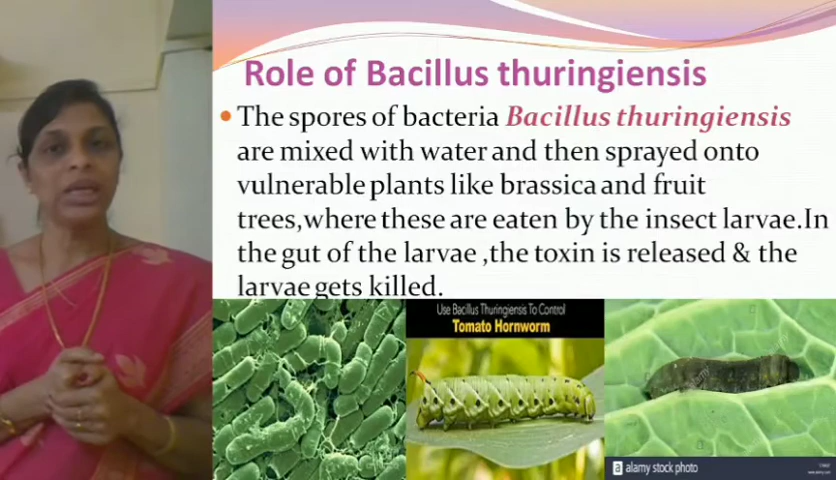 Role of Bacillus thuringiensis
The spores of bacteria Bacillus thuringiensis
are mixed with water and then sprayed onto
vulnerable plants like brassica and fruit
trees,where these are eaten by the insect larvae.In
the gut of the larvae ,the toxin is released & the
larvae gets killed.
Use Bacillus Thuringiensis To Control
Tomato Hornworm
a alamy stock photo